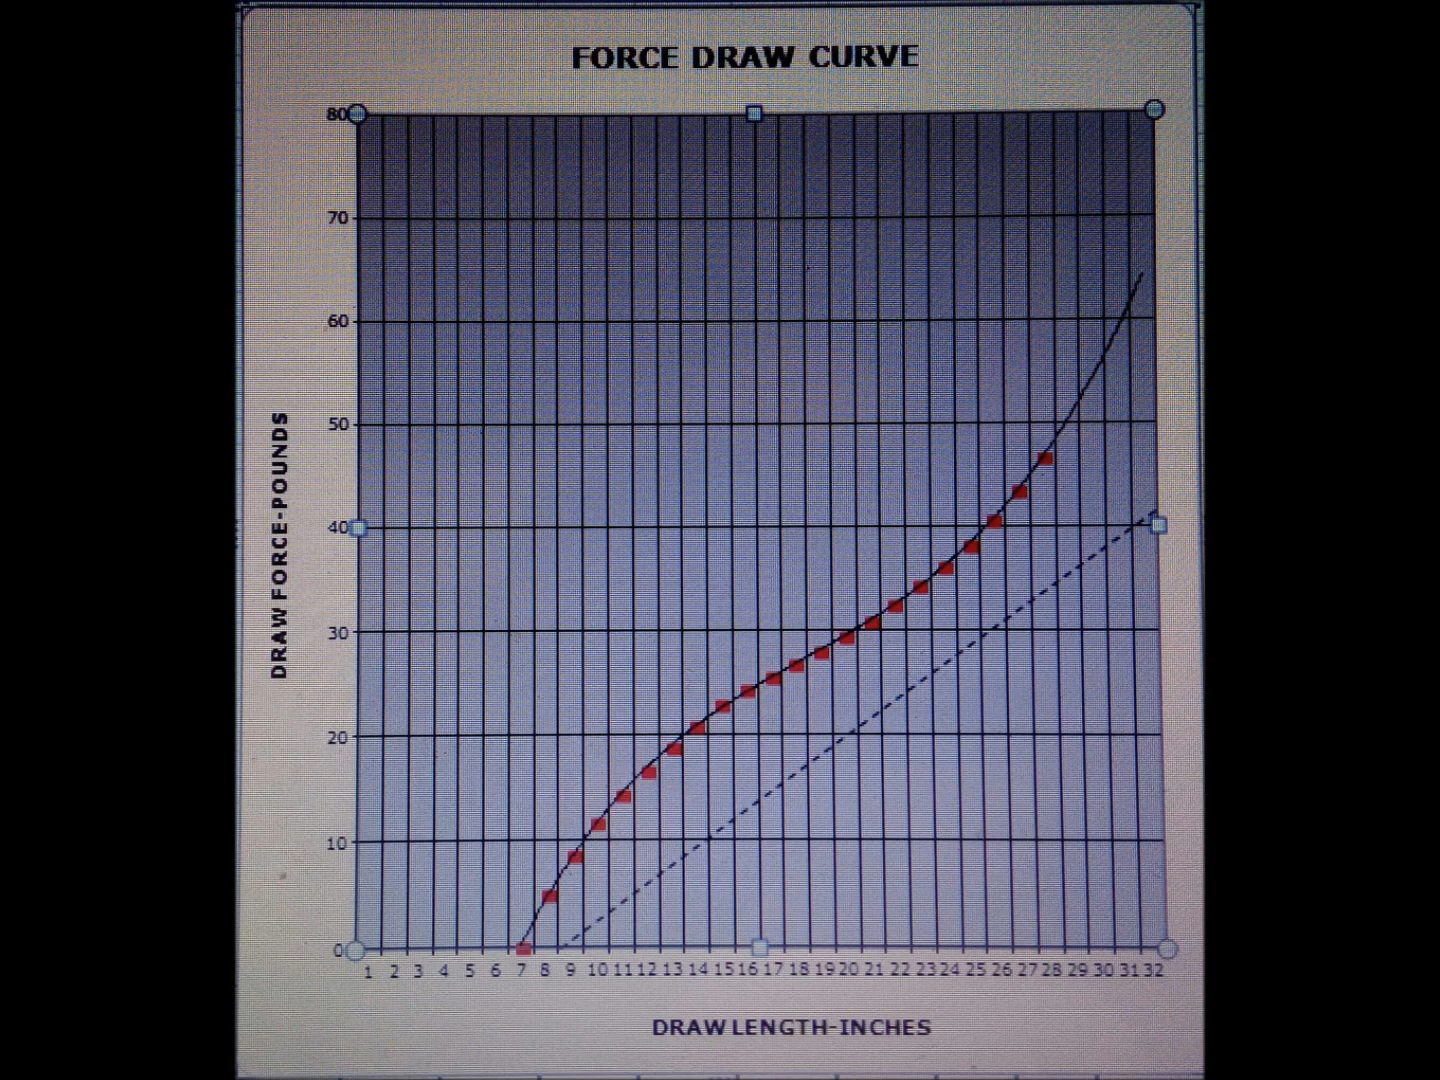 FORCE DRAW CURVE
80
70
60
50
40
30
20
10
0
DRAW FORCE-POUNDS
1 2 3 4 5 6 7 8 9 10 11 12 13 14 15 16 17 18 19 20 21 22 23 24 25 26 27 28 29 30 31 32
DRAW LENGTH-INCHES